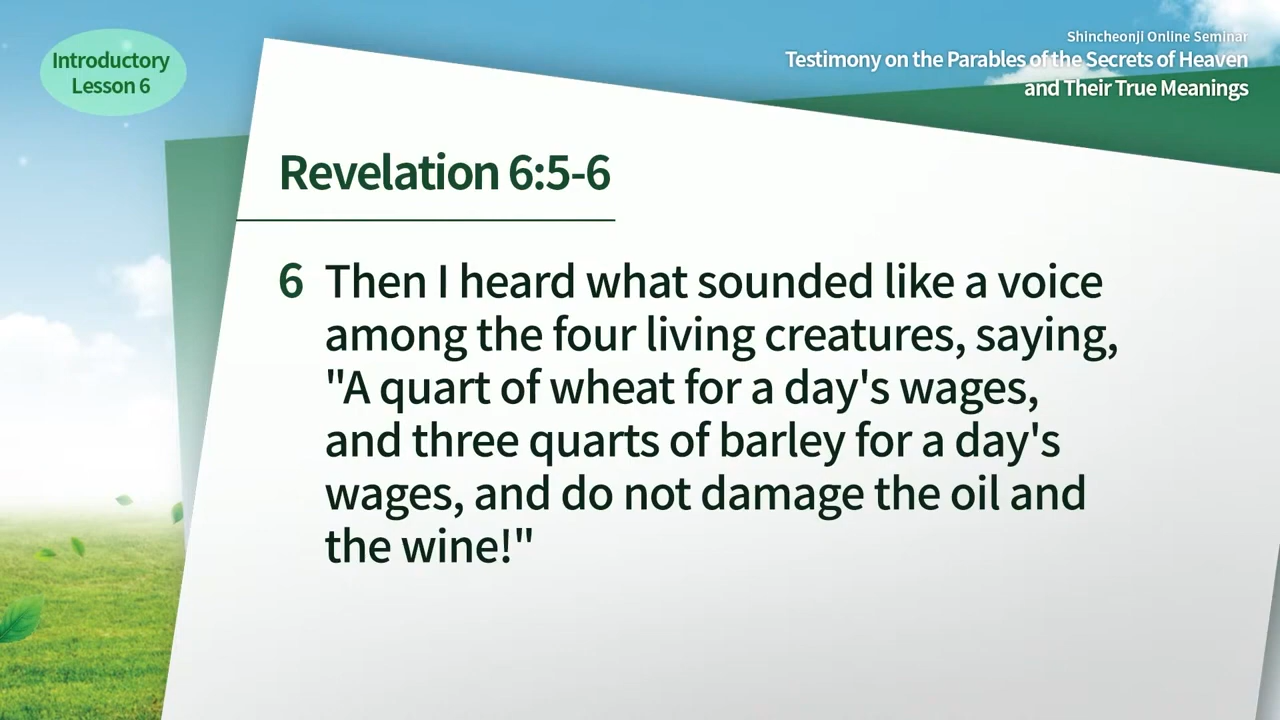 Introductory
Lesson 6
Shincheonji Online Seminar
Testimony on the Parables of the Secrets of Heaven
and Their True Meanings
Revelation 6:5-6
6 Then I heard what sounded like a voice
among the four living creatures, saying,
"A quart of wheat for a day's wages,
and three quarts of barley for a day's
wages, and do not damage the oil and
the wine!"